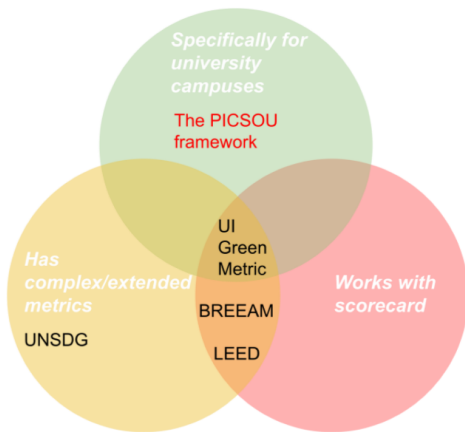 Specifically for
university
campuses
The PICSOU
framework
UI
Green
Metric
Has
complex/extended
metrics
Works with
scorecard
BREEAM
UNSDG
LEED